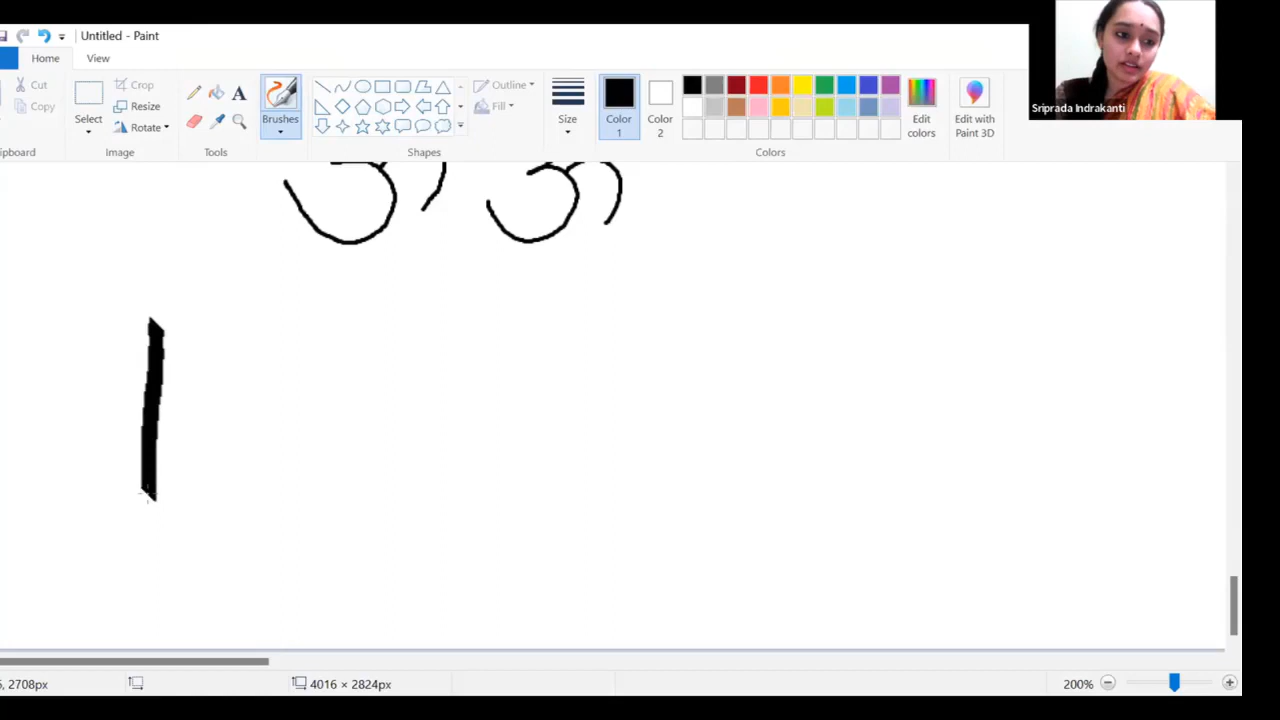 Untitled - Paint
Home View
Cut
Copy
ipboard
Select
Crop
Resize
Rotate
Image
Tools
Brushes
Shapes
Outline
Fill
Size
Color 1
Color 2
Colors
Edit colors
Edit with Paint 3D
Sriprada Indrakanti
, 2708px
4016 × 2824px
200%